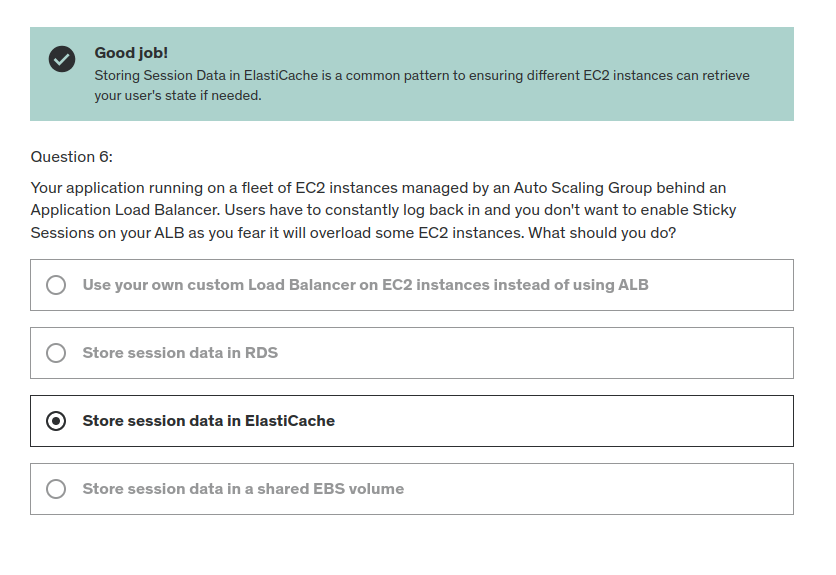 Good job!
Storing Session Data in ElastiCache is a common pattern to ensuring different EC2 instances can retrieve
your user's state if needed.
Question 6:
Your application running on a fleet of EC2 instances managed by an Auto Scaling Group behind an
Application Load Balancer. Users have to constantly log back in and you don't want to enable Sticky
Sessions on your ALB as you fear it will overload some EC2 instances. What should you do?
Use your own custom Load Balancer on EC2 instances instead of using ALB
Store session data in RDS
Store session data in ElastiCache
Store session data in a shared EBS volume